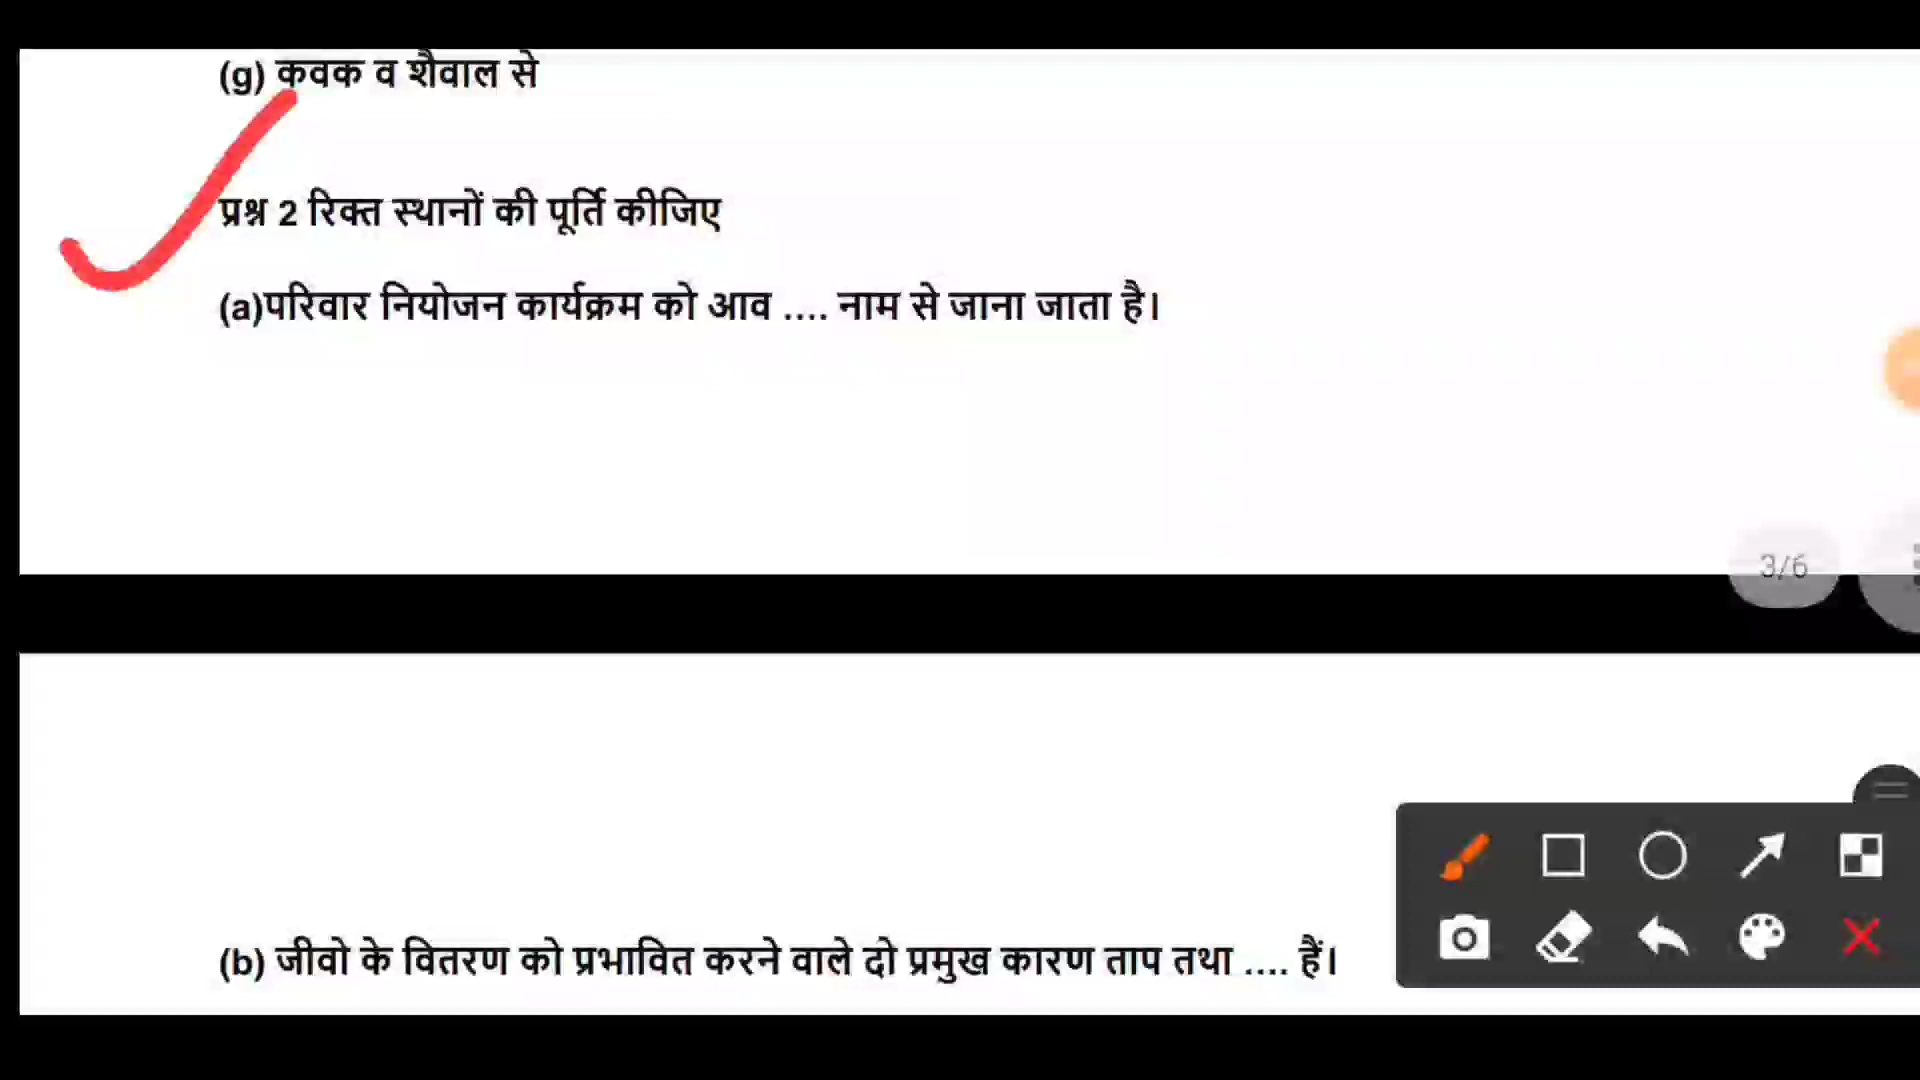 (g) कवक व शैवाल से
प्रश्न 2 रिक्त स्थानों की पूर्ति कीजिए
(a)परिवार नियोजन कार्यक्रम को आव .... नाम से जाना जाता है।
3/6
(b) जीवो के वितरण को प्रभावित करने वाले दो प्रमुख कारण ताप तथा .... हैं।